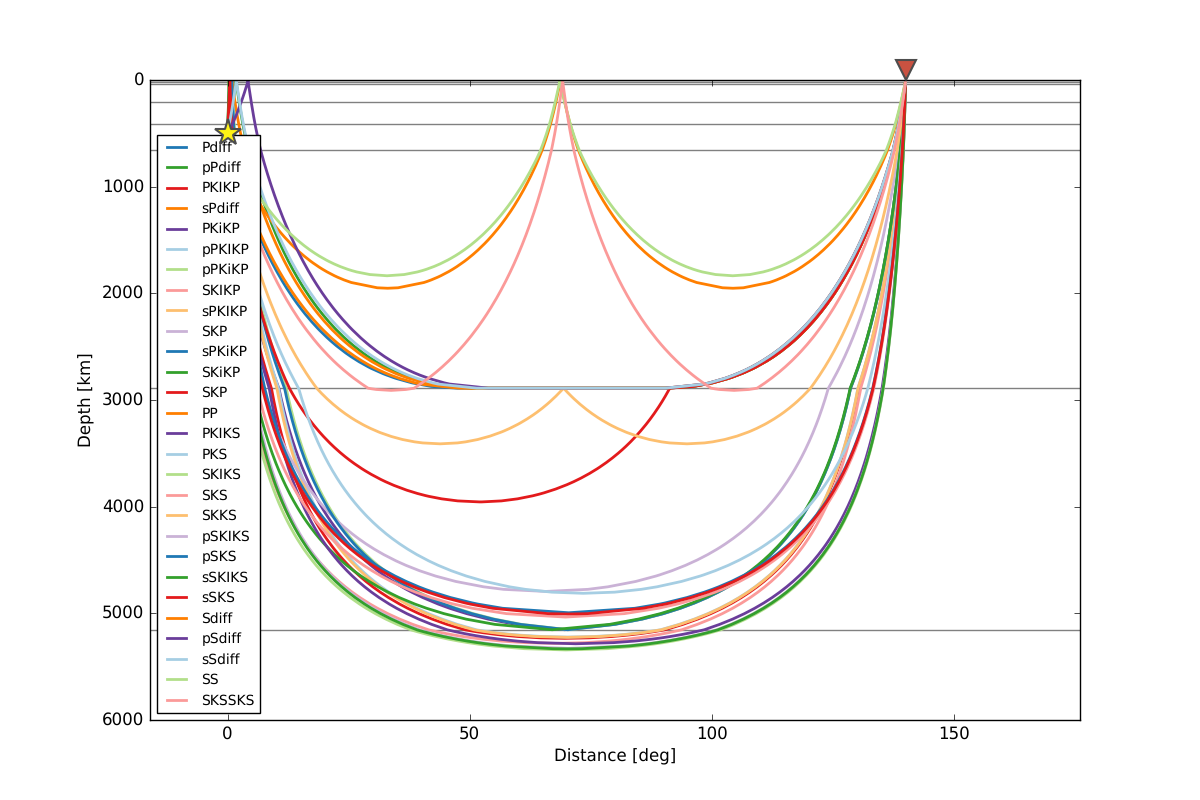 0
1000
2000
3000
4000
5000
6000
Depth [km]
Pdiff
pPdiff
PKIKP
sPdiff
PKiKP
pPKIKP
pPKiKP
SKIKP
sPKIKP
SKP
sPKiKP
SKiKP
SKP
PP
PKIKS
PKS
SKIKS
SKS
SKKS
pSKIKS
pSKS
sSKIKS
sSKS
Sdiff
pSdiff
sSdiff
SS
SKSSKS
0
50
100
150
Distance [deg]